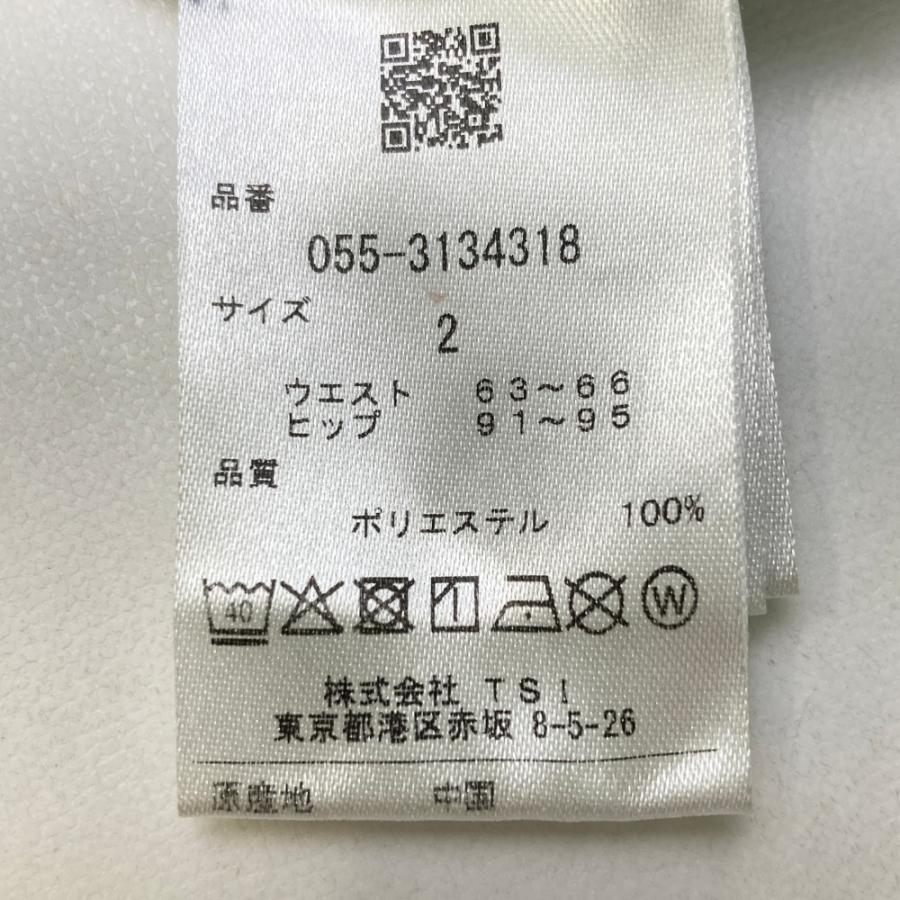 品番
055-3134318
サイズ
2
ウエスト 63~66
ヒップ 91~95
品質
ポリエステル 100%
40 W
株式会社 TSI
東京都港区赤坂 8-5-26
原産地 中国